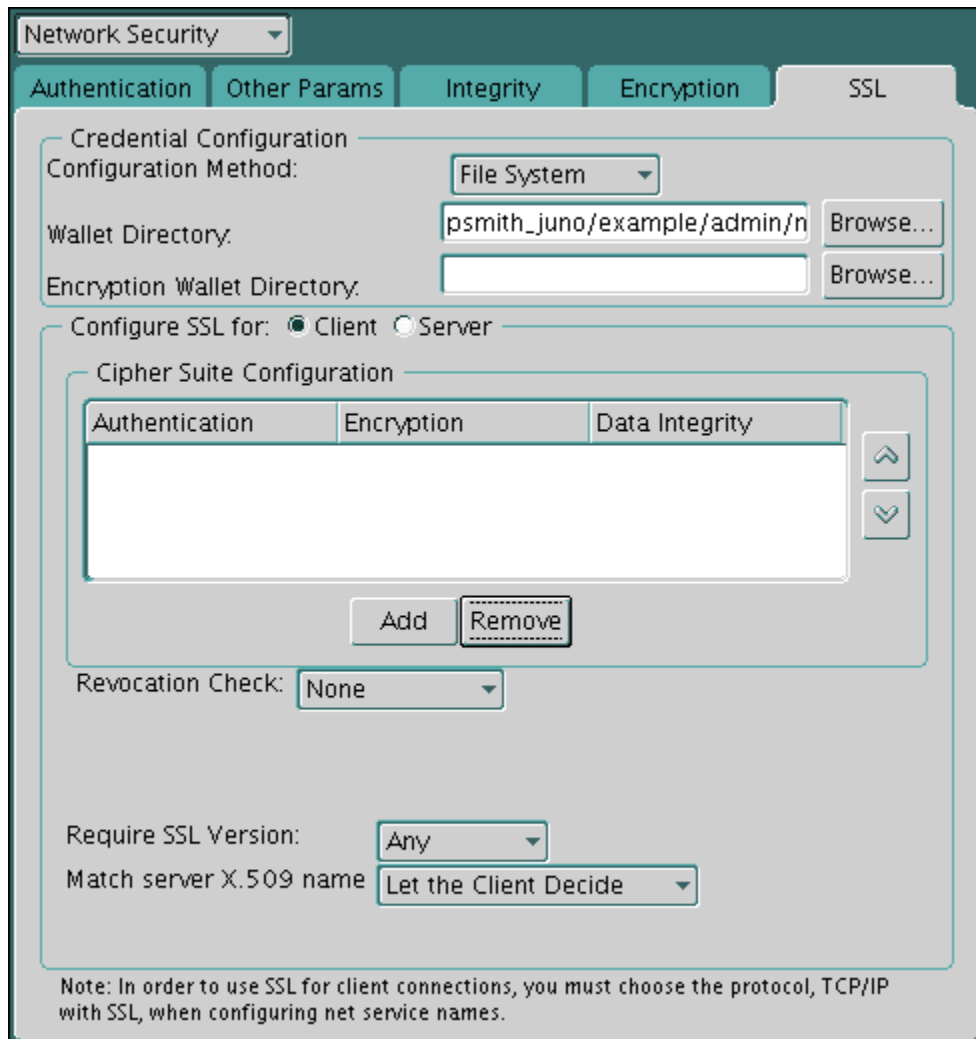 Network Security
Authentication Other Params Integrity Encryption SSL
Credential Configuration
Configuration Method: File System
Wallet Directory: psmith_juno/example/admin/n Browse...
Encryption Wallet Directory: Browse...
Configure SSL for: Client Server
Cipher Suite Configuration
Authentication Encryption Data Integrity
Add Remove
Revocation Check: None
Require SSL Version: Any
Match server X.509 name Let the Client Decide
Note: In order to use SSL for client connections, you must choose the protocol, TCP/IP
with SSL, when configuring net service names.